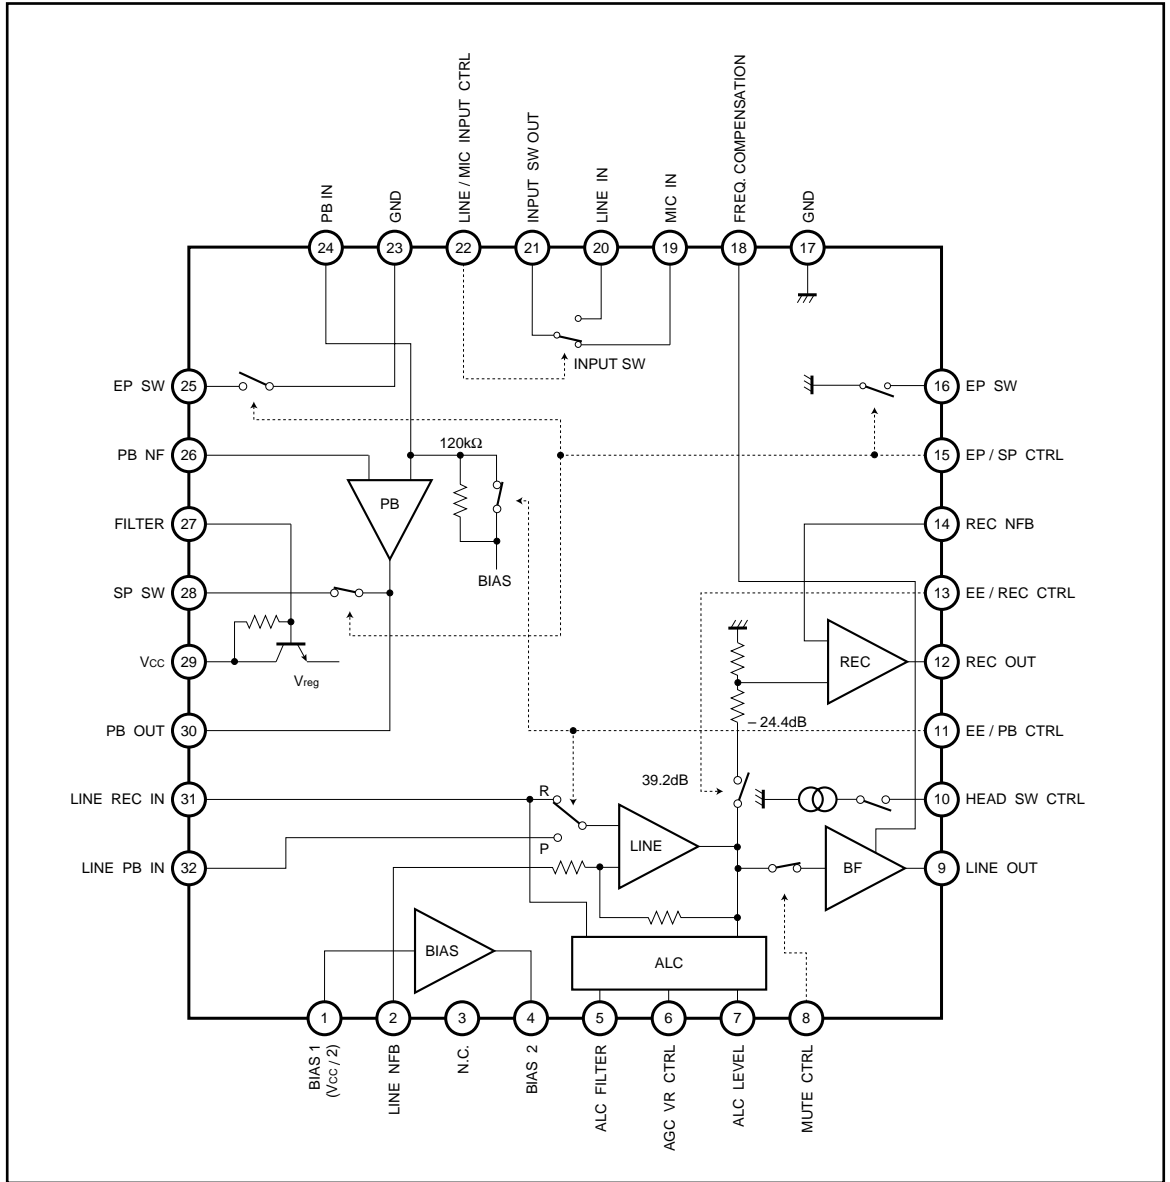 LINE / MIC INPUT CTRL
FREQ. COMPENSATION
INPUT SW OUT
LINE IN
MIC IN
PB IN
GND
GND
24
23
22
21
20
19
18
17
INPUT SW
EP SW
25
16
EP SW
PB NF
26
120kΩ
15
EP / SP CTRL
PB
FILTER
27
14
REC NFB
BIAS
SP SW
28
13
EE / REC CTRL
VCC
29
Vreg
REC
12
REC OUT
– 24.4dB
PB OUT
30
11
EE / PB CTRL
39.2dB
LINE REC IN
31
R
10
HEAD SW CTRL
P
LINE
BF
LINE PB IN
32
9
LINE OUT
BIAS
ALC
1
2
3
4
5
6
7
8
BIAS 1
(VCC / 2)
LINE NFB
N.C.
BIAS 2
ALC FILTER
AGC VR CTRL
ALC LEVEL
MUTE CTRL